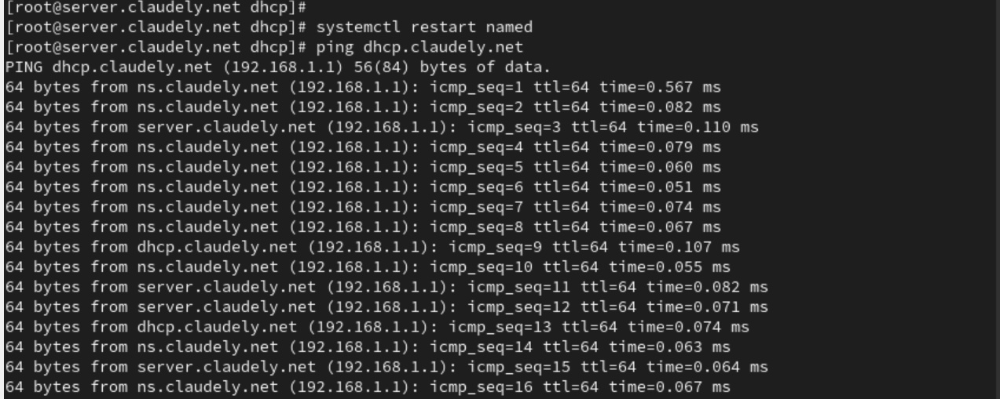 [root@server.claudely.net dhcp]#
[root@server.claudely.net dhcp]# systemctl restart named
[root@server.claudely.net dhcp]# ping dhcp.claudely.net
PING dhcp.claudely.net (192.168.1.1) 56(84) bytes of data.
64 bytes from ns.claudely.net (192.168.1.1): icmp_seq=1 ttl=64 time=0.567 ms
64 bytes from ns.claudely.net (192.168.1.1): icmp_seq=2 ttl=64 time=0.082 ms
64 bytes from server.claudely.net (192.168.1.1): icmp_seq=3 ttl=64 time=0.110 ms
64 bytes from ns.claudely.net (192.168.1.1): icmp_seq=4 ttl=64 time=0.079 ms
64 bytes from ns.claudely.net (192.168.1.1): icmp_seq=5 ttl=64 time=0.060 ms
64 bytes from ns.claudely.net (192.168.1.1): icmp_seq=6 ttl=64 time=0.051 ms
64 bytes from ns.claudely.net (192.168.1.1): icmp_seq=7 ttl=64 time=0.074 ms
64 bytes from ns.claudely.net (192.168.1.1): icmp_seq=8 ttl=64 time=0.067 ms
64 bytes from dhcp.claudely.net (192.168.1.1): icmp_seq=9 ttl=64 time=0.107 ms
64 bytes from ns.claudely.net (192.168.1.1): icmp_seq=10 ttl=64 time=0.055 ms
64 bytes from server.claudely.net (192.168.1.1): icmp_seq=11 ttl=64 time=0.082 ms
64 bytes from server.claudely.net (192.168.1.1): icmp_seq=12 ttl=64 time=0.071 ms
64 bytes from dhcp.claudely.net (192.168.1.1): icmp_seq=13 ttl=64 time=0.074 ms
64 bytes from ns.claudely.net (192.168.1.1): icmp_seq=14 ttl=64 time=0.063 ms
64 bytes from server.claudely.net (192.168.1.1): icmp_seq=15 ttl=64 time=0.064 ms
64 bytes from ns.claudely.net (192.168.1.1): icmp_seq=16 ttl=64 time=0.067 ms